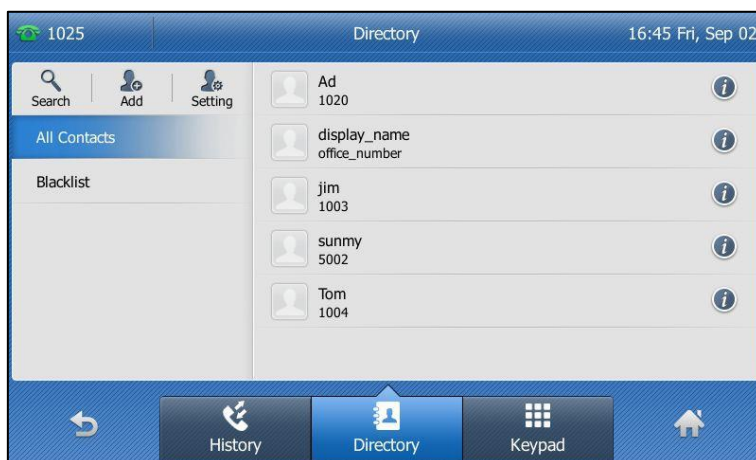 1025
Directory
16:45 Fri, Sep 02
Search
Add
Setting
All Contacts
Blacklist
Ad
1020
display_name
office_number
jim
1003
sunmy
5002
Tom
1004
History
Directory
Keypad